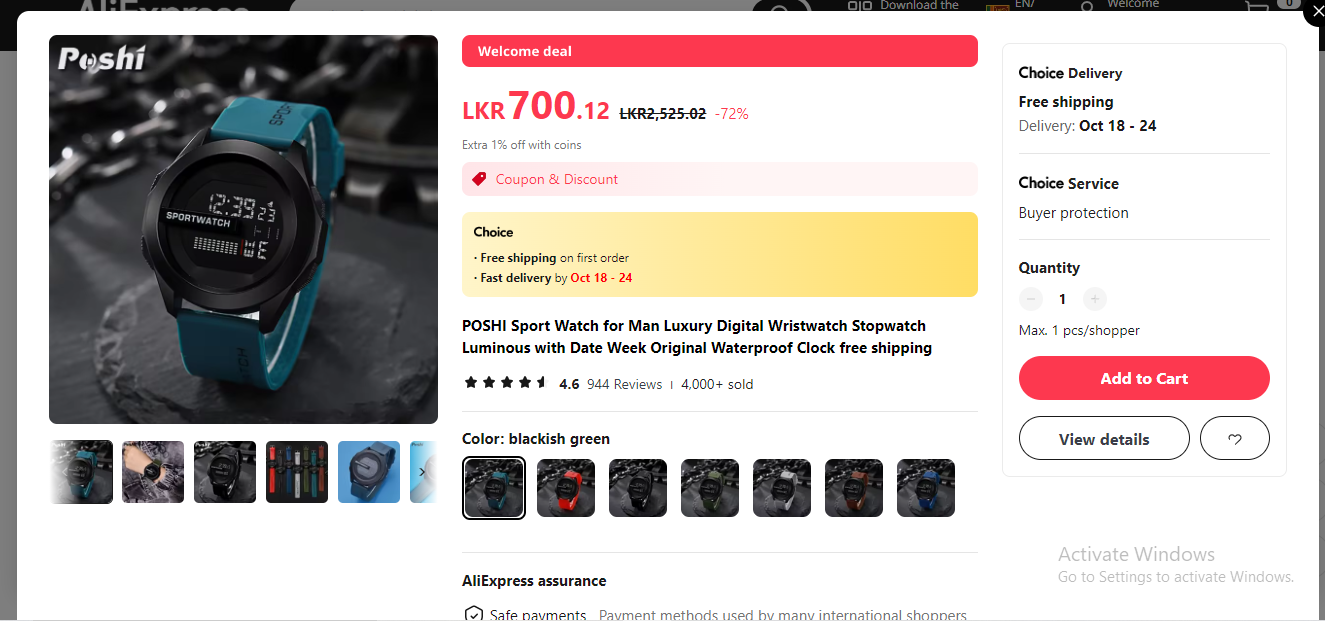 AliExpress
Download the
EN/
Welcome
0
Poshi
SPORT
12:39 23
SPORTWATCH
WE
Welcome deal
LKR700.12 LKR2,525.02 -72%
Extra 1% off with coins
Coupon & Discount
Choice
· Free shipping on first order
· Fast delivery by Oct 18 - 24
POSHI Sport Watch for Man Luxury Digital Wristwatch Stopwatch
Luminous with Date Week Original Waterproof Clock free shipping
4.6 944 Reviews 4,000+ sold
Color: blackish green
AliExpress assurance
Safe payments Payment methods used by many international shoppers
Choice Delivery
Free shipping
Delivery: Oct 18 - 24
Choice Service
Buyer protection
Quantity
− 1 +
Max. 1 pcs/shopper
Add to Cart
View details
Activate Windows
Go to Settings to activate Windows.